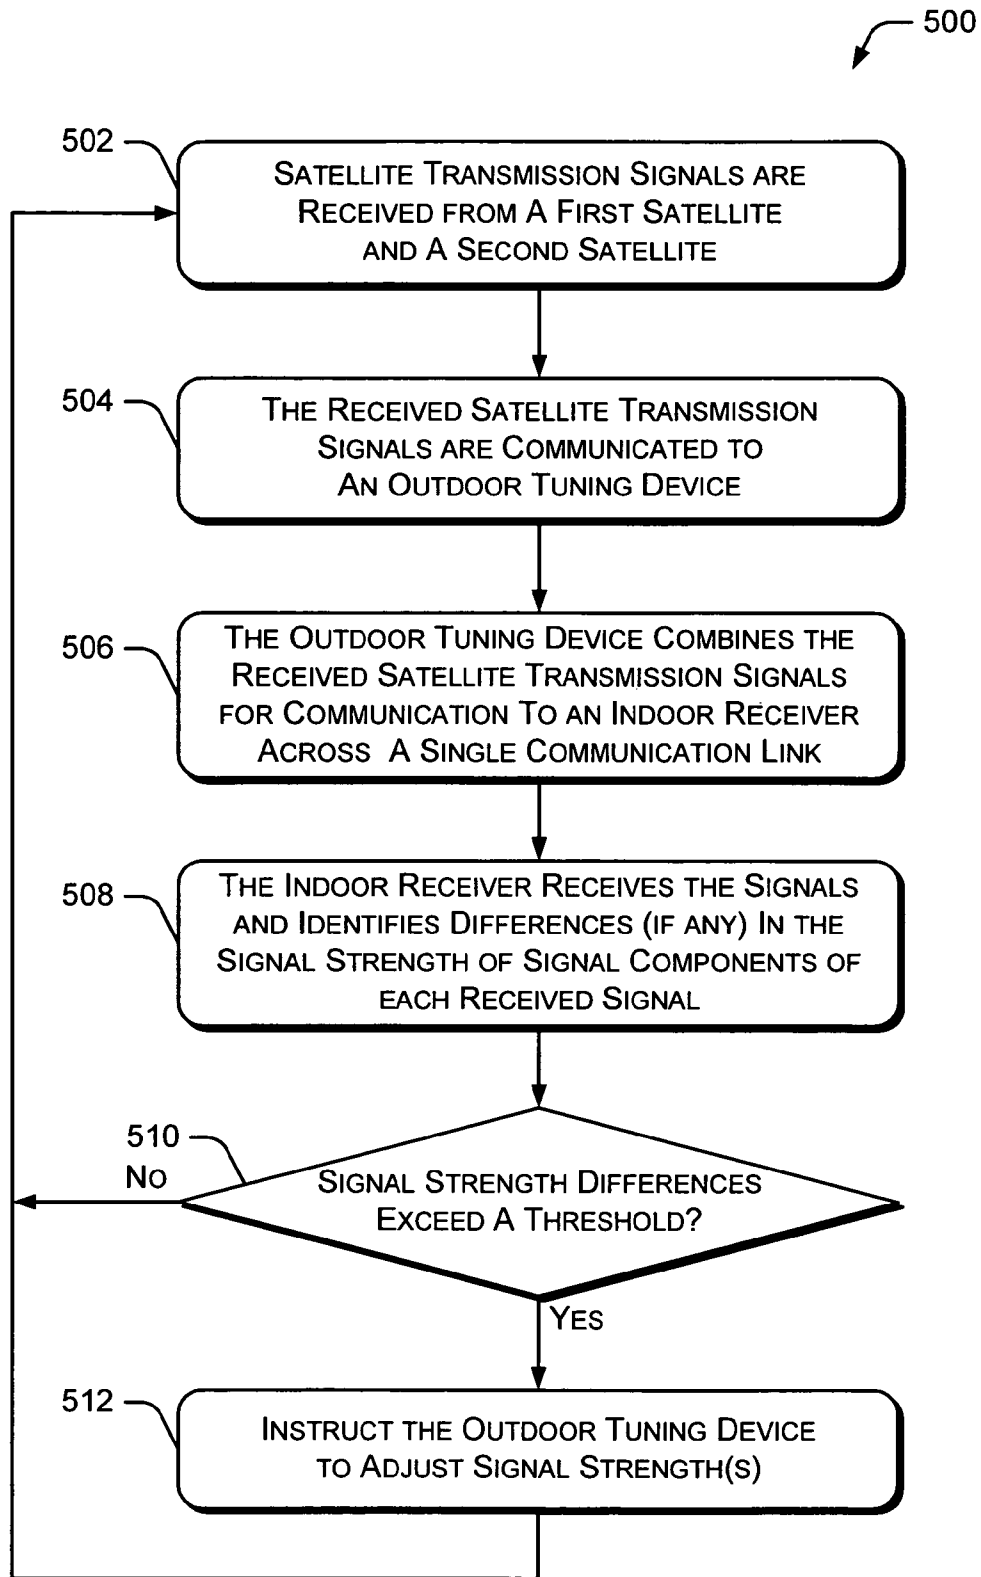 500
502
SATELLITE TRANSMISSION SIGNALS ARE
RECEIVED FROM A FIRST SATELLITE
AND A SECOND SATELLITE
504
THE RECEIVED SATELLITE TRANSMISSION
SIGNALS ARE COMMUNICATED TO
AN OUTDOOR TUNING DEVICE
506
THE OUTDOOR TUNING DEVICE COMBINES THE
RECEIVED SATELLITE TRANSMISSION SIGNALS
FOR COMMUNICATION TO AN INDOOR RECEIVER
ACROSS A SINGLE COMMUNICATION LINK
508
THE INDOOR RECEIVER RECEIVES THE SIGNALS
AND IDENTIFIES DIFFERENCES (IF ANY) IN THE
SIGNAL STRENGTH OF SIGNAL COMPONENTS OF
EACH RECEIVED SIGNAL
510
NO
SIGNAL STRENGTH DIFFERENCES
EXCEED A THRESHOLD?
YES
512
INSTRUCT THE OUTDOOR TUNING DEVICE
TO ADJUST SIGNAL STRENGTH(S)